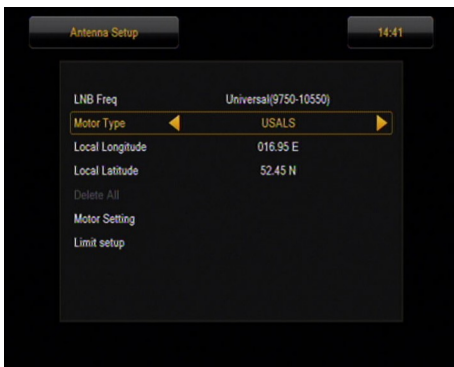 Antenna Setup 14:41
LNB Freq Universal(9750-10550)
Motor Type USALS
Local Longitude 016.95 E
Local Latitude 52.45 N
Delete All
Motor Setting
Limit setup